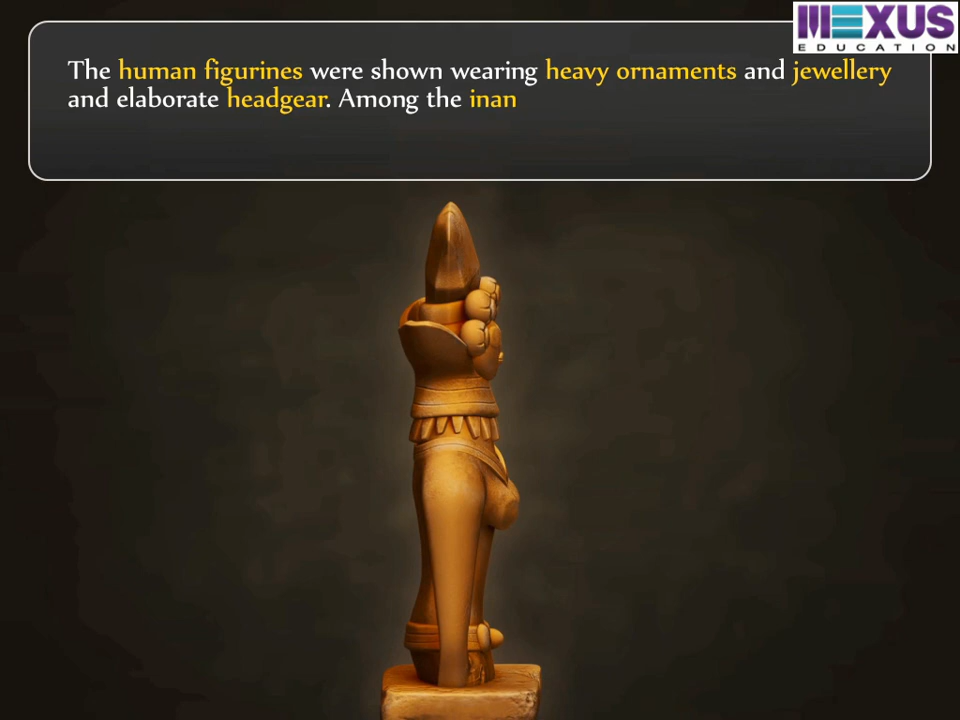 MEXUS
EDUCATION
The human figurines were shown wearing heavy ornaments and jewellery
and elaborate headgear. Among the inan